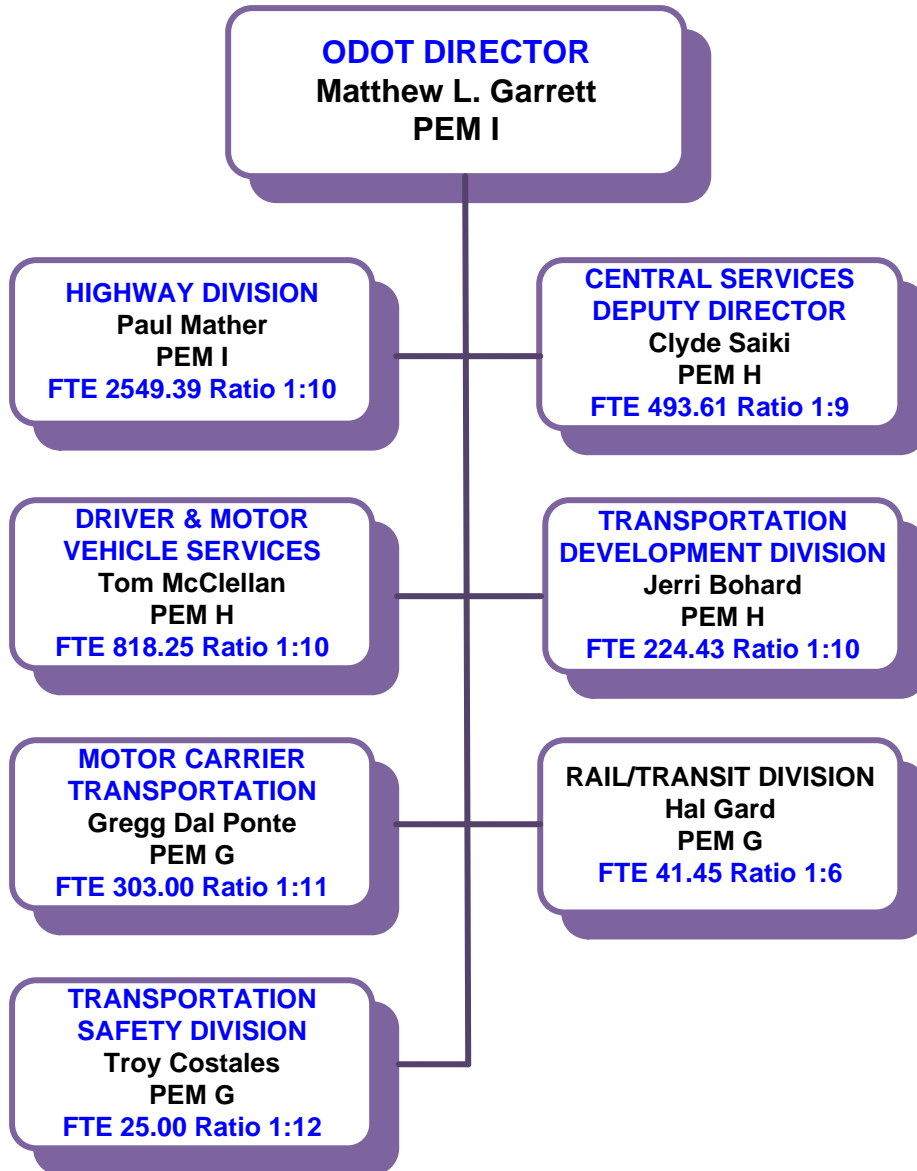 ODOT DIRECTOR
Matthew L. Garrett
PEM I
HIGHWAY DIVISION
Paul Mather
PEM I
FTE 2549.39 Ratio 1:10
CENTRAL SERVICES
DEPUTY DIRECTOR
Clyde Saiki
PEM H
FTE 493.61 Ratio 1:9
DRIVER & MOTOR
VEHICLE SERVICES
Tom McClellan
PEM H
FTE 818.25 Ratio 1:10
TRANSPORTATION
DEVELOPMENT DIVISION
Jerri Bohard
PEM H
FTE 224.43 Ratio 1:10
MOTOR CARRIER
TRANSPORTATION
Gregg Dal Ponte
PEM G
FTE 303.00 Ratio 1:11
RAIL/TRANSIT DIVISION
Hal Gard
PEM G
FTE 41.45 Ratio 1:6
TRANSPORTATION
SAFETY DIVISION
Troy Costales
PEM G
FTE 25.00 Ratio 1:12